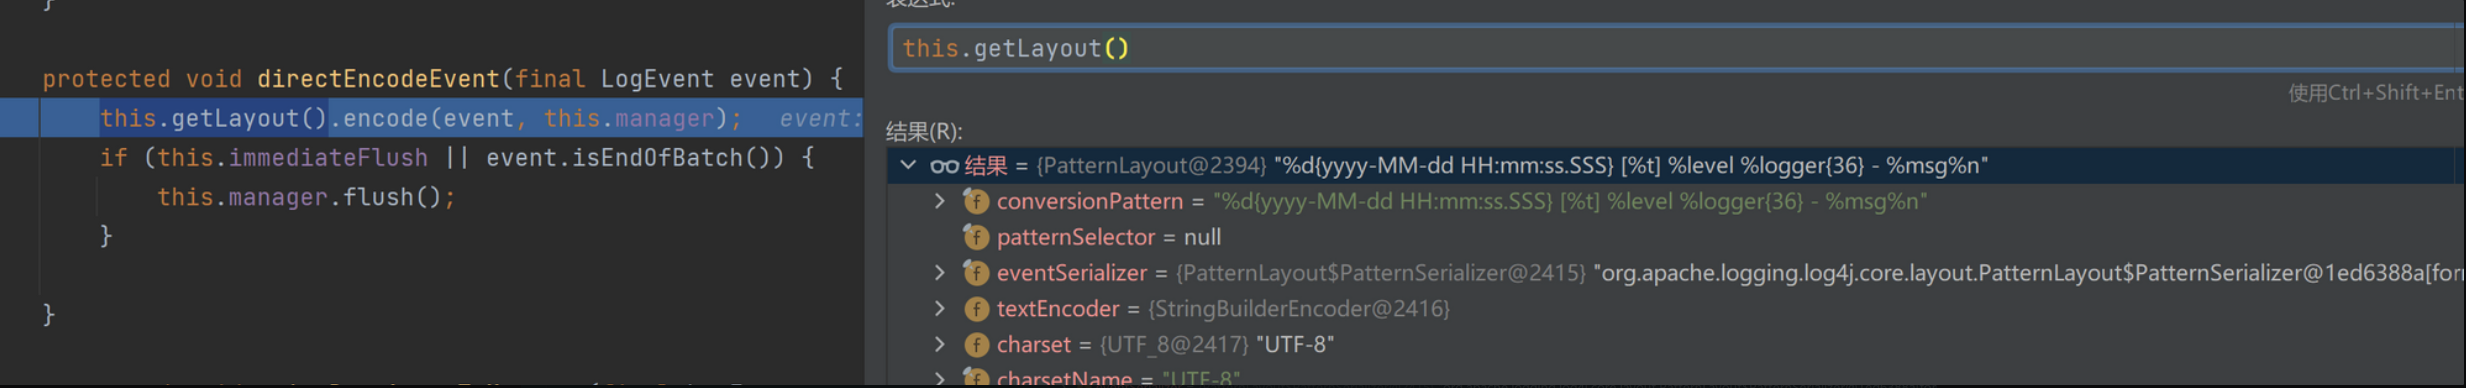 }
protected void directEncodeEvent(final LogEvent event) {
this.getLayout().encode(event, this.manager); event:
if (this.immediateFlush || event.isEndOfBatch()) {
this.manager.flush();
}
}
表达式:
this.getLayout()
使用Ctrl+Shift+Ent
结果(R):
结果 = {PatternLayout@2394} "%d{yyyy-MM-dd HH:mm:ss.SSS} [%t] %level %logger{36} - %msg%n"
conversionPattern = "%d{yyyy-MM-dd HH:mm:ss.SSS} [%t] %level %logger{36} - %msg%n"
patternSelector = null
eventSerializer = {PatternLayout$PatternSerializer@2415} "org.apache.logging.log4j.core.layout.PatternLayout$PatternSerializer@1ed6388a[for
textEncoder = {StringBuilderEncoder@2416}
charset = {UTF_8@2417} "UTF-8"
charsetName = "UTF-8"